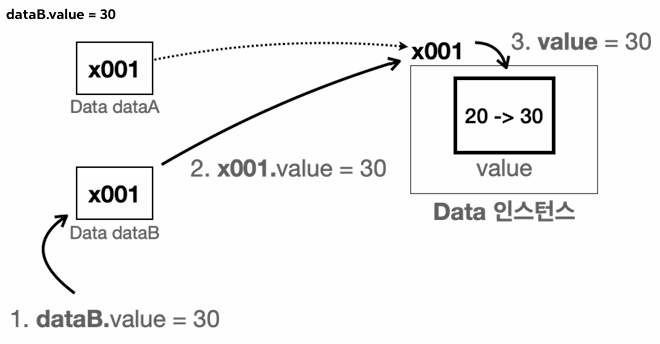 dataB.value = 30
x001
Data dataA
x001
3. value = 30
20 -> 30
value
Data 인스턴스
2. x001.value = 30
x001
Data dataB
1. dataB.value = 30